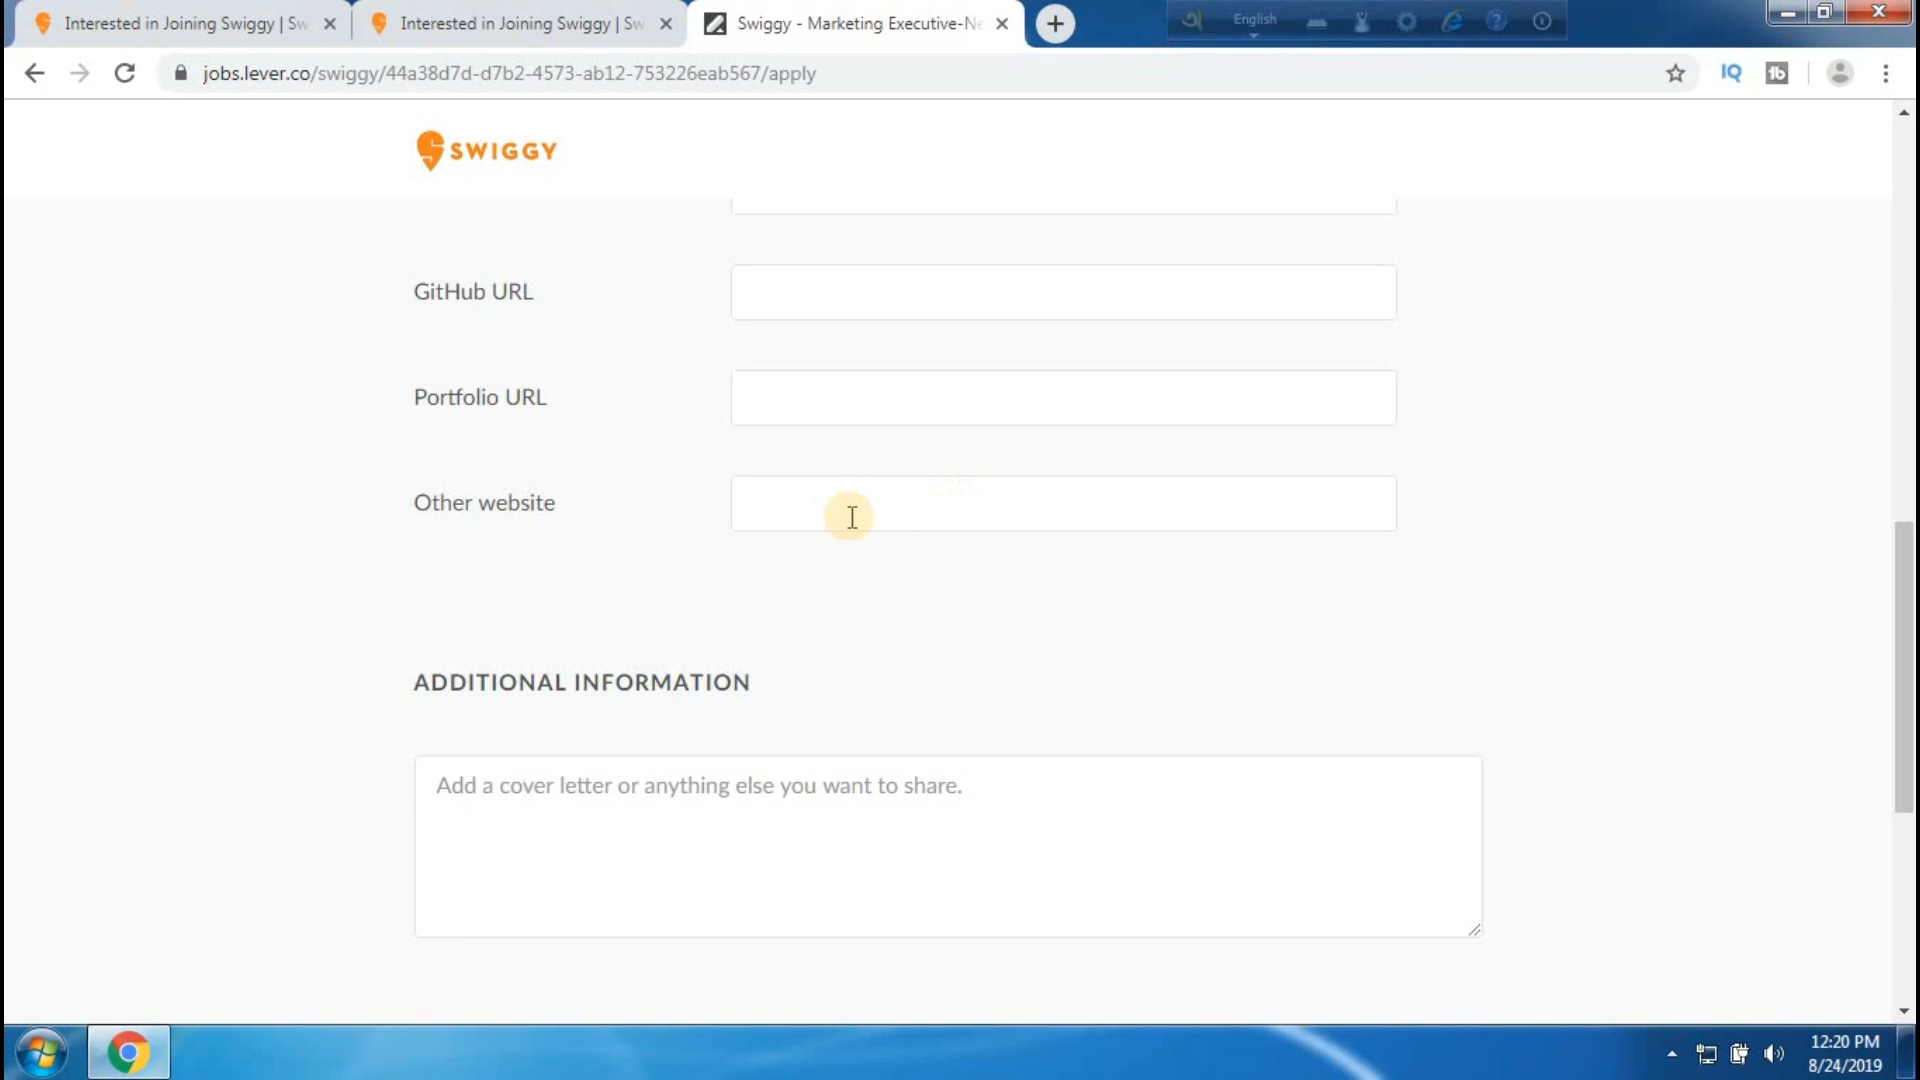 Interested in Joining Swiggy | Sw
Interested in Joining Swiggy | Sw
Swiggy - Marketing Executive-Ne
English
jobs.lever.co/swiggy/44a38d7d-d7b2-4573-ab12-753226eab567/apply
SWIGGY
GitHub URL
Portfolio URL
Other website
ADDITIONAL INFORMATION
Add a cover letter or anything else you want to share.
12:20 PM
8/24/2019